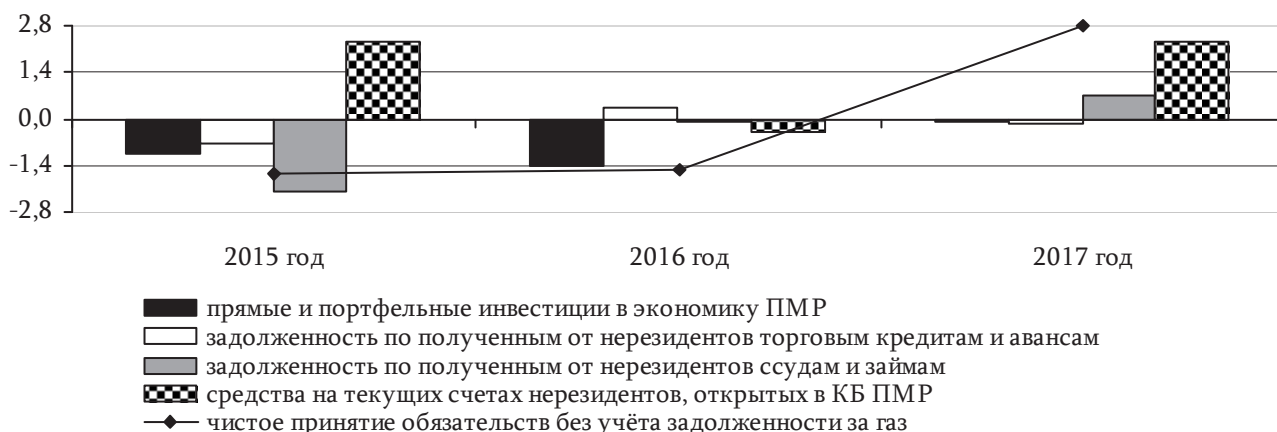 2,8
1,4
0,0
-1,4
-2,8
2015 год 2016 год 2017 год
прямые и портфельные инвестиции в экономику ПМР
задолженность по полученным от нерезидентов торговым кредитам и авансам
задолженность по полученным от нерезидентов ссудам и займам
средства на текущих счетах нерезидентов, открытых в КБ ПМР
чистое принятие обязательств без учёта задолженности за газ